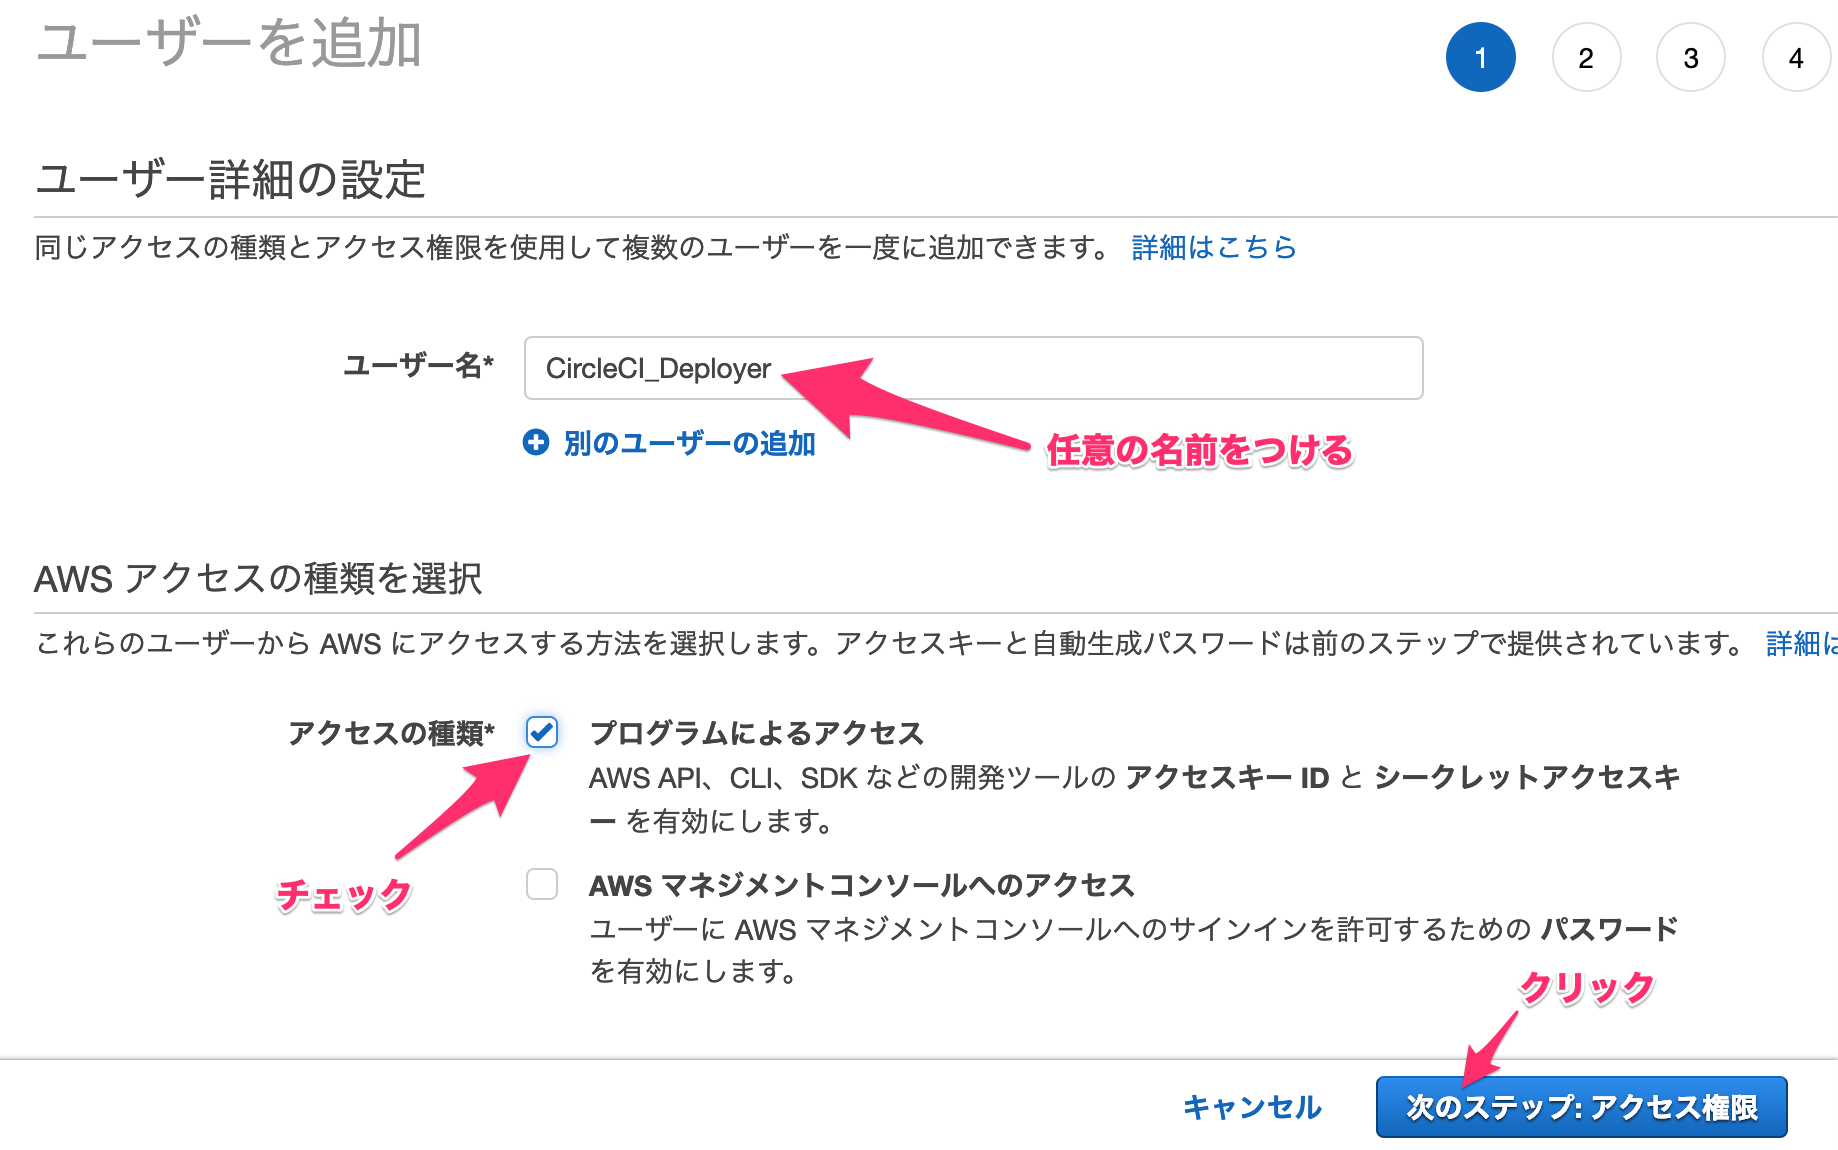 ユーザーを追加
1 2 3 4
ユーザー詳細の設定
同じアクセスの種類とアクセス権限を使用して複数のユーザーを一度に追加できます。 詳細はこちら
ユーザー名* CircleCI_Deployer
別のユーザーの追加
任意の名前をつける
AWS アクセスの種類を選択
これらのユーザーから AWS にアクセスする方法を選択します。アクセスキーと自動生成パスワードは前のステップで提供されています。 詳細は
アクセスの種類* プログラムによるアクセス
AWS API、CLI、SDK などの開発ツールの アクセスキー ID と シークレットアクセスキ
ー を有効にします。
チェック
AWS マネジメントコンソールへのアクセス
ユーザーに AWS マネジメントコンソールへのサインインを許可するための パスワード
を有効にします。
クリック
キャンセル 次のステップ: アクセス権限